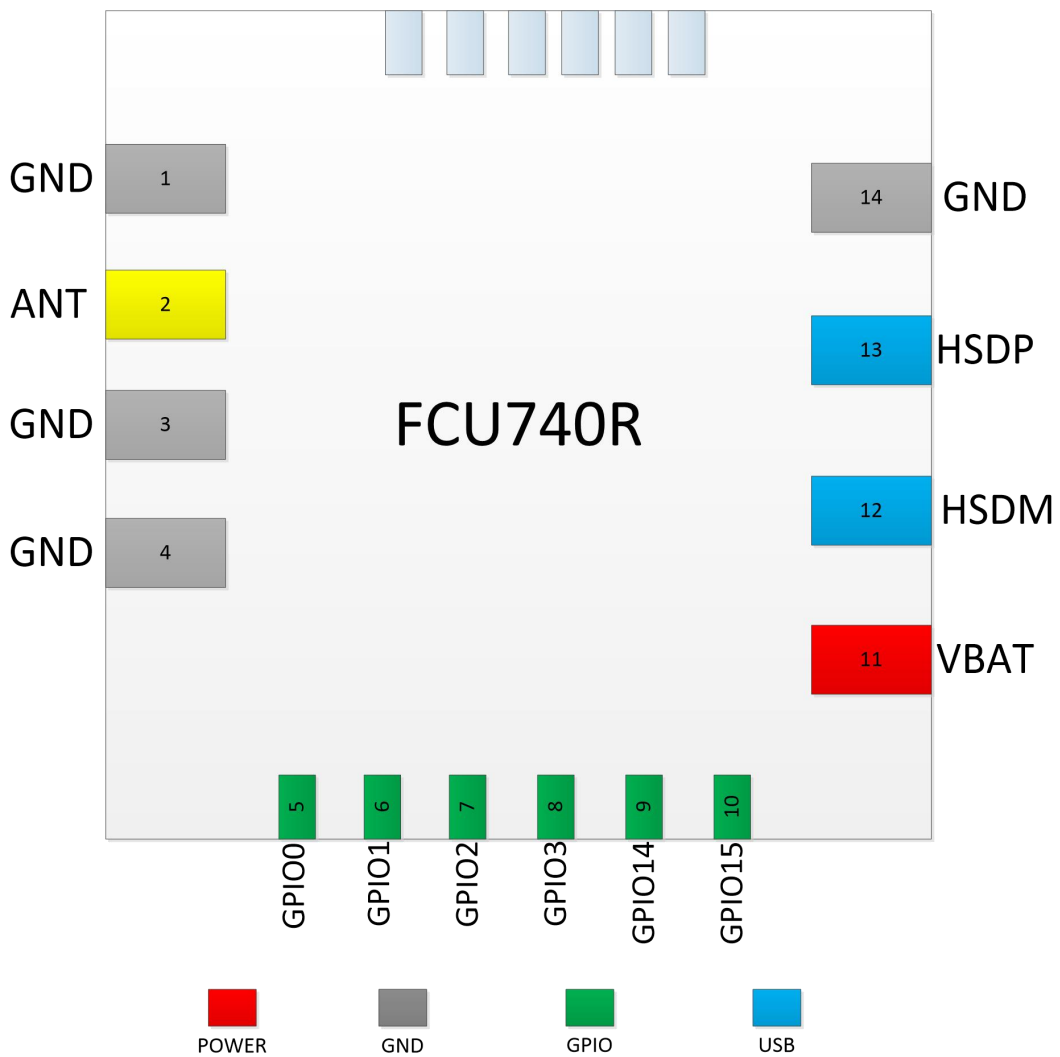 GND 1
14 GND
ANT 2
13 HSDP
GND 3
FCU740R
12 HSDM
GND 4
11 VBAT
5 6 7 8 9 10
GPIO0 GPIO1 GPIO2 GPIO3 GPIO14 GPIO15
POWER GND GPIO USB